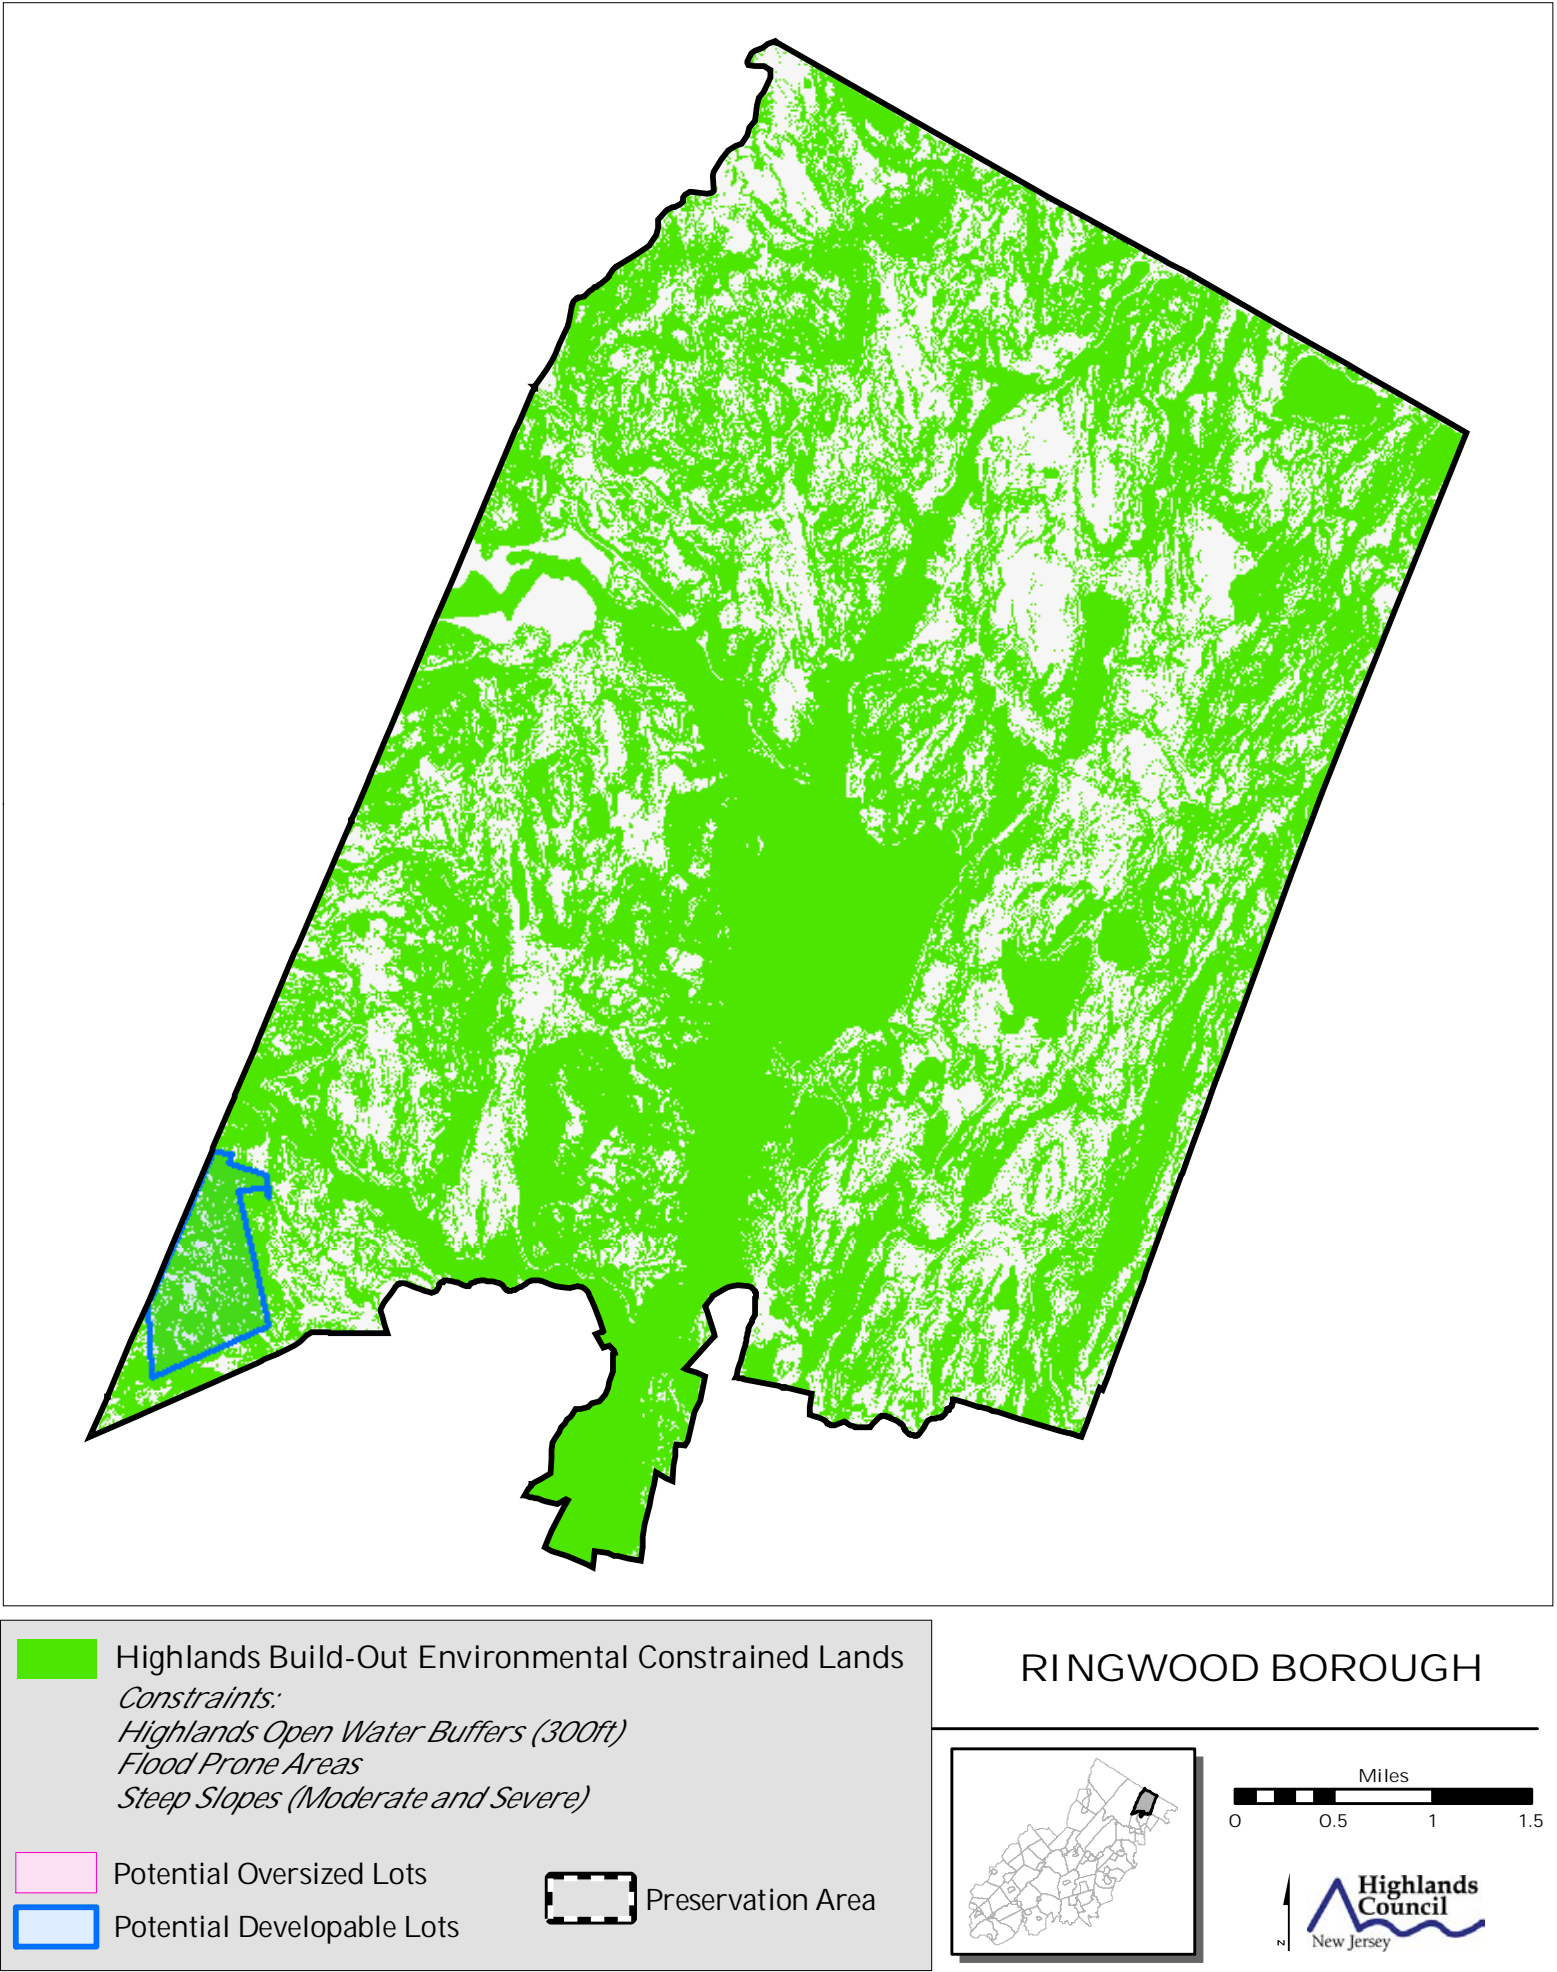 Highlands Build-Out Environmental Constrained Lands
Constraints:
Highlands Open Water Buffers (300ft)
Flood Prone Areas
Steep Slopes (Moderate and Severe)
Potential Oversized Lots
Potential Developable Lots
Preservation Area
RINGWOOD BOROUGH
Miles
0 0.5 1 1.5
N
Highlands
Council
New Jersey